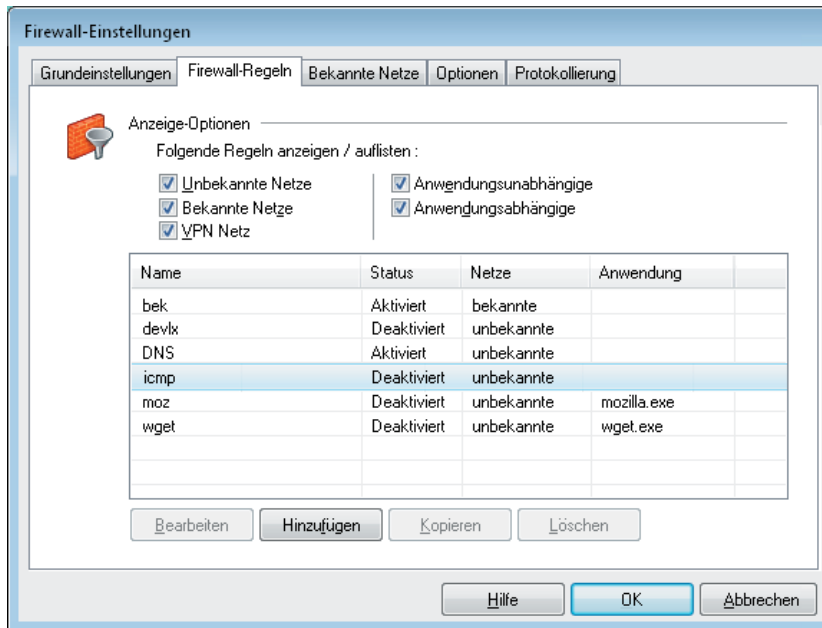 Firewall-Einstellungen
Grundeinstellungen Firewall-Regeln Bekannte Netze Optionen Protokollierung
Anzeige-Optionen
Folgende Regeln anzeigen / auflisten :
Unbekannte Netze Anwendungsunabhängige
Bekannte Netze Anwendungsabhängige
VPN Netz
Name Status Netze Anwendung
bek Aktiviert bekannte
devlx Deaktiviert unbekannte
DNS Aktiviert unbekannte
icmp Deaktiviert unbekannte
moz Deaktiviert unbekannte mozilla.exe
wget Deaktiviert unbekannte wget.exe
Bearbeiten Hinzufügen Kopieren Löschen
Hilfe OK Abbrechen